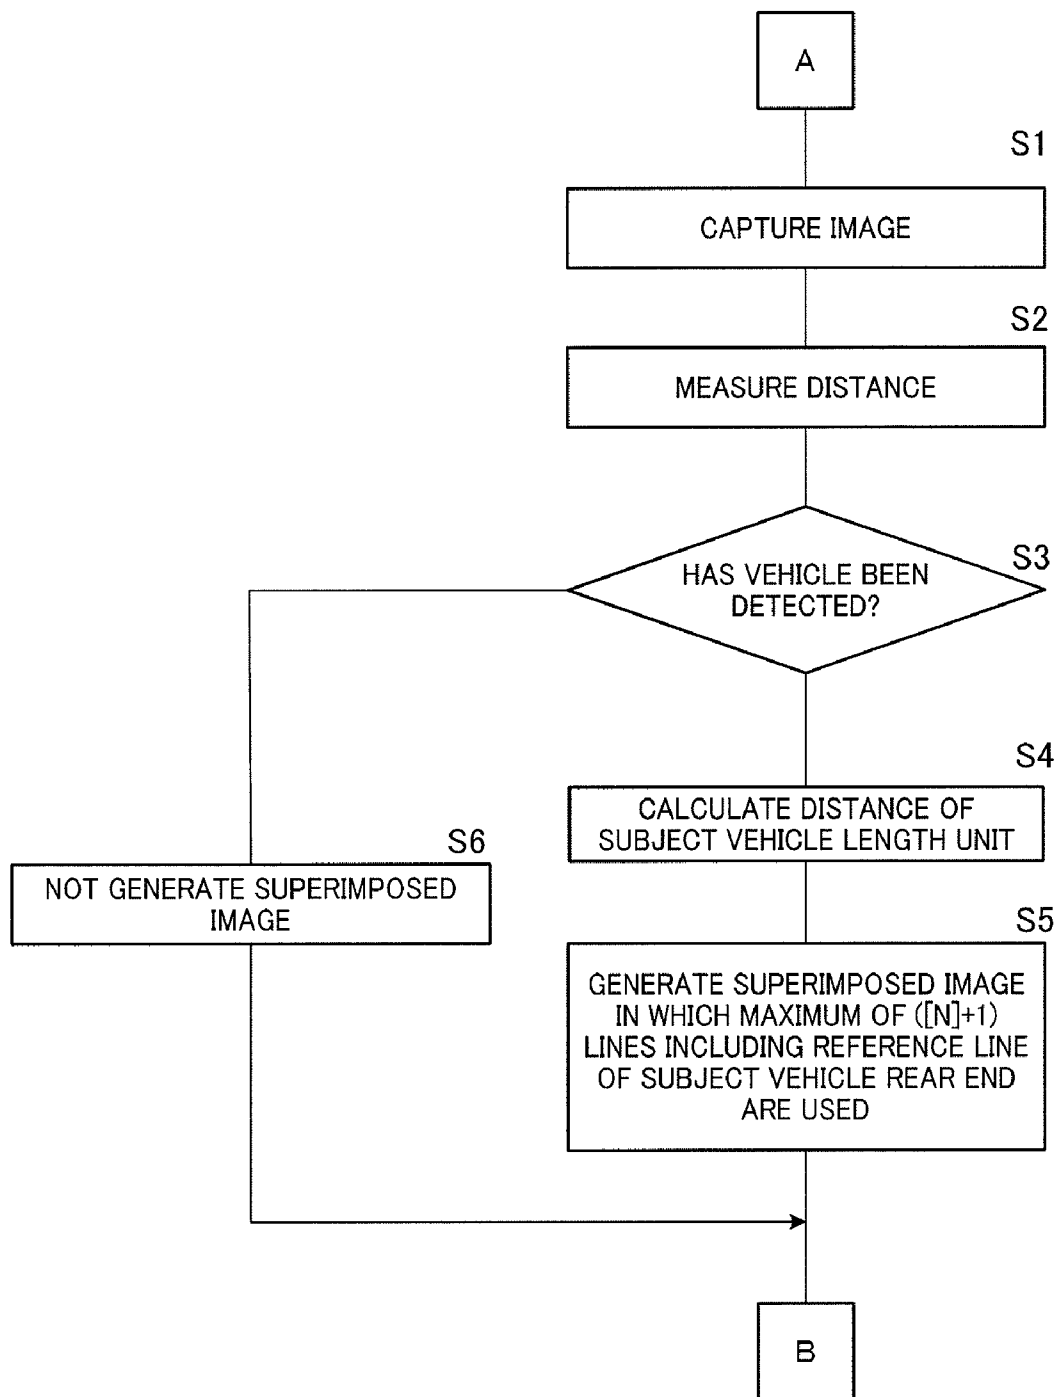 A
S1
CAPTURE IMAGE
S2
MEASURE DISTANCE
S3
HAS VEHICLE BEEN
DETECTED?
S4
CALCULATE DISTANCE OF
SUBJECT VEHICLE LENGTH UNIT
S6
NOT GENERATE SUPERIMPOSED
IMAGE
S5
GENERATE SUPERIMPOSED IMAGE
IN WHICH MAXIMUM OF ([N]+1)
LINES INCLUDING REFERENCE LINE
OF SUBJECT VEHICLE REAR END
ARE USED
B